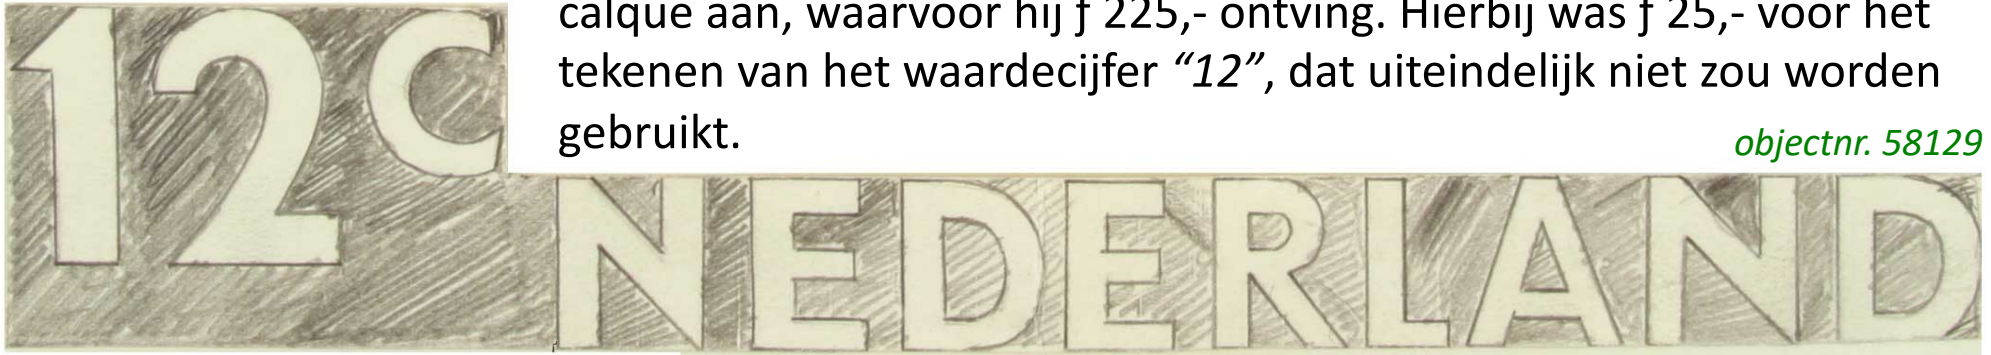 calque aan, waarvoor hij ƒ 225,- ontving. Hierbij was ƒ 25,- voor het
tekenen van het waardecijfer “12”, dat uiteindelijk niet zou worden
gebruikt.
objectnr. 58129
12c
NEDERLAND